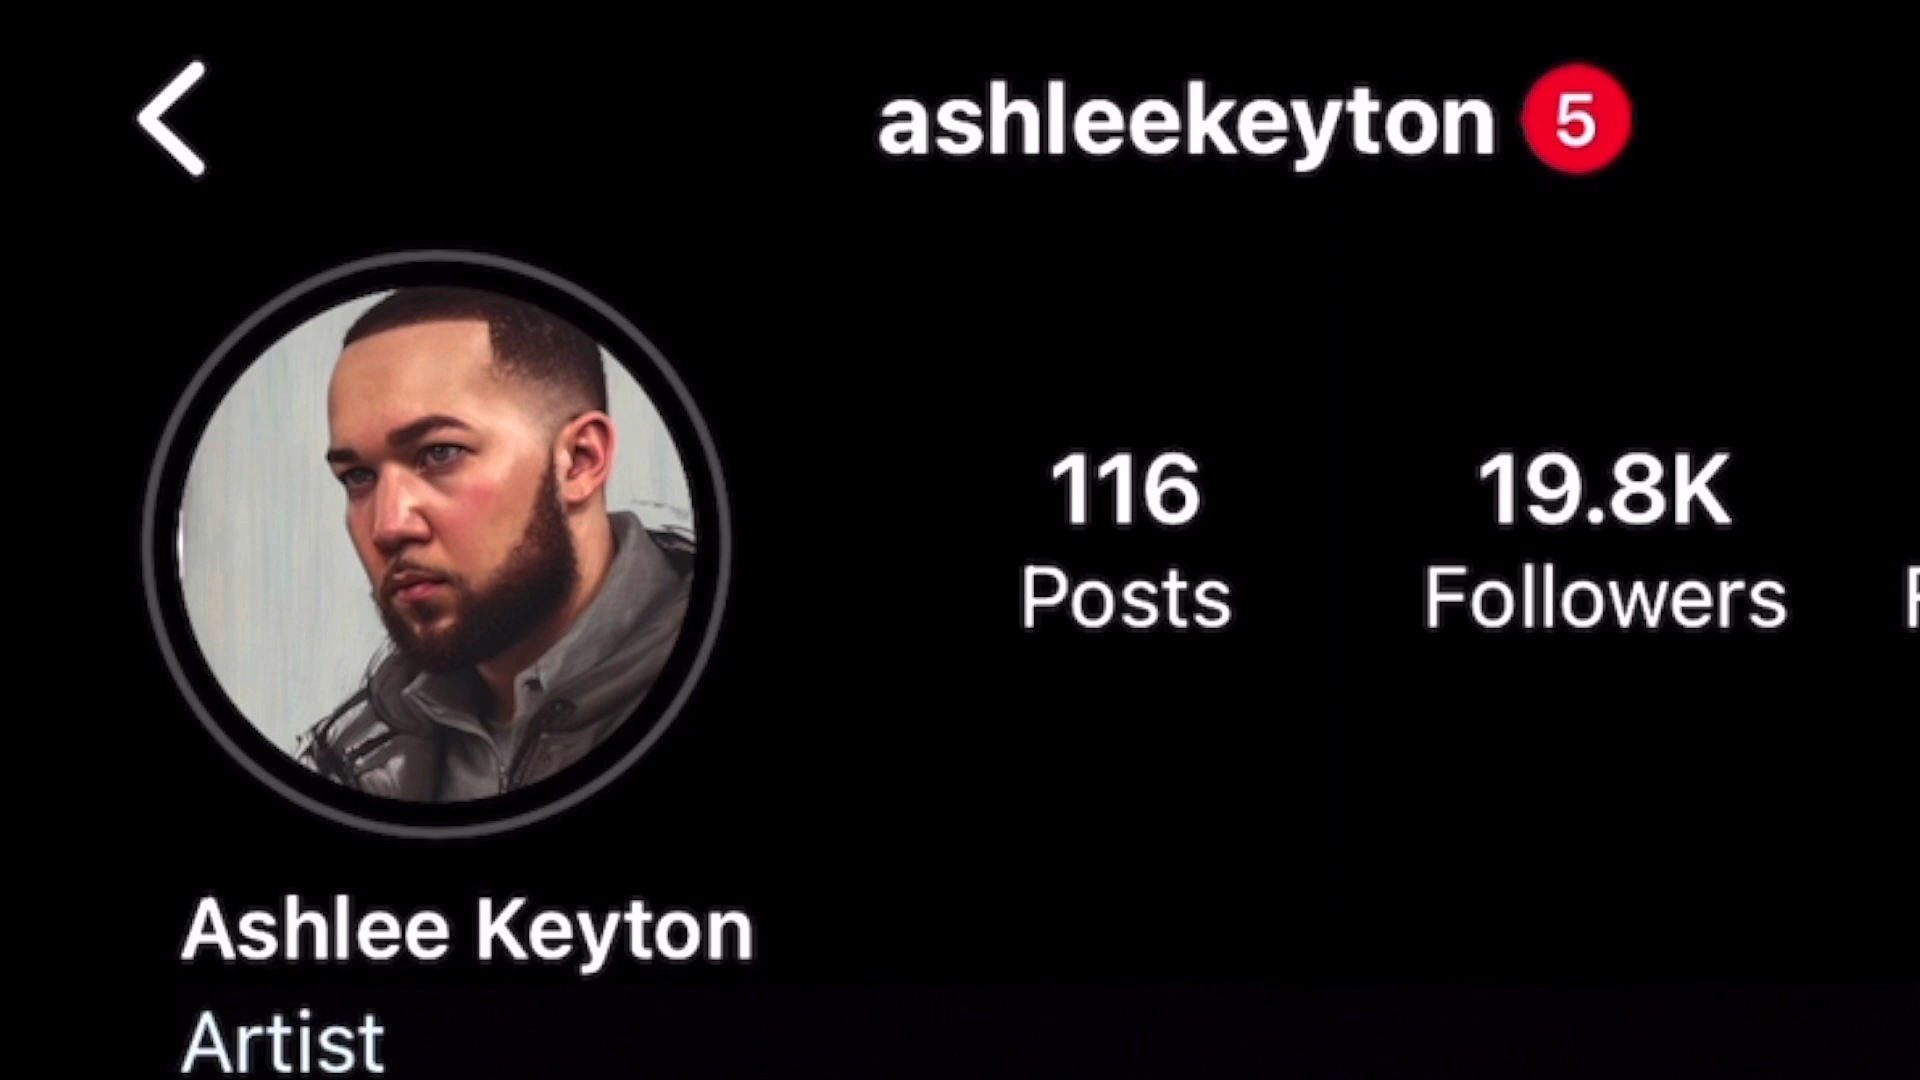 ashleekeyton 5
116 19.8K
Posts Followers
Ashlee Keyton
Artist